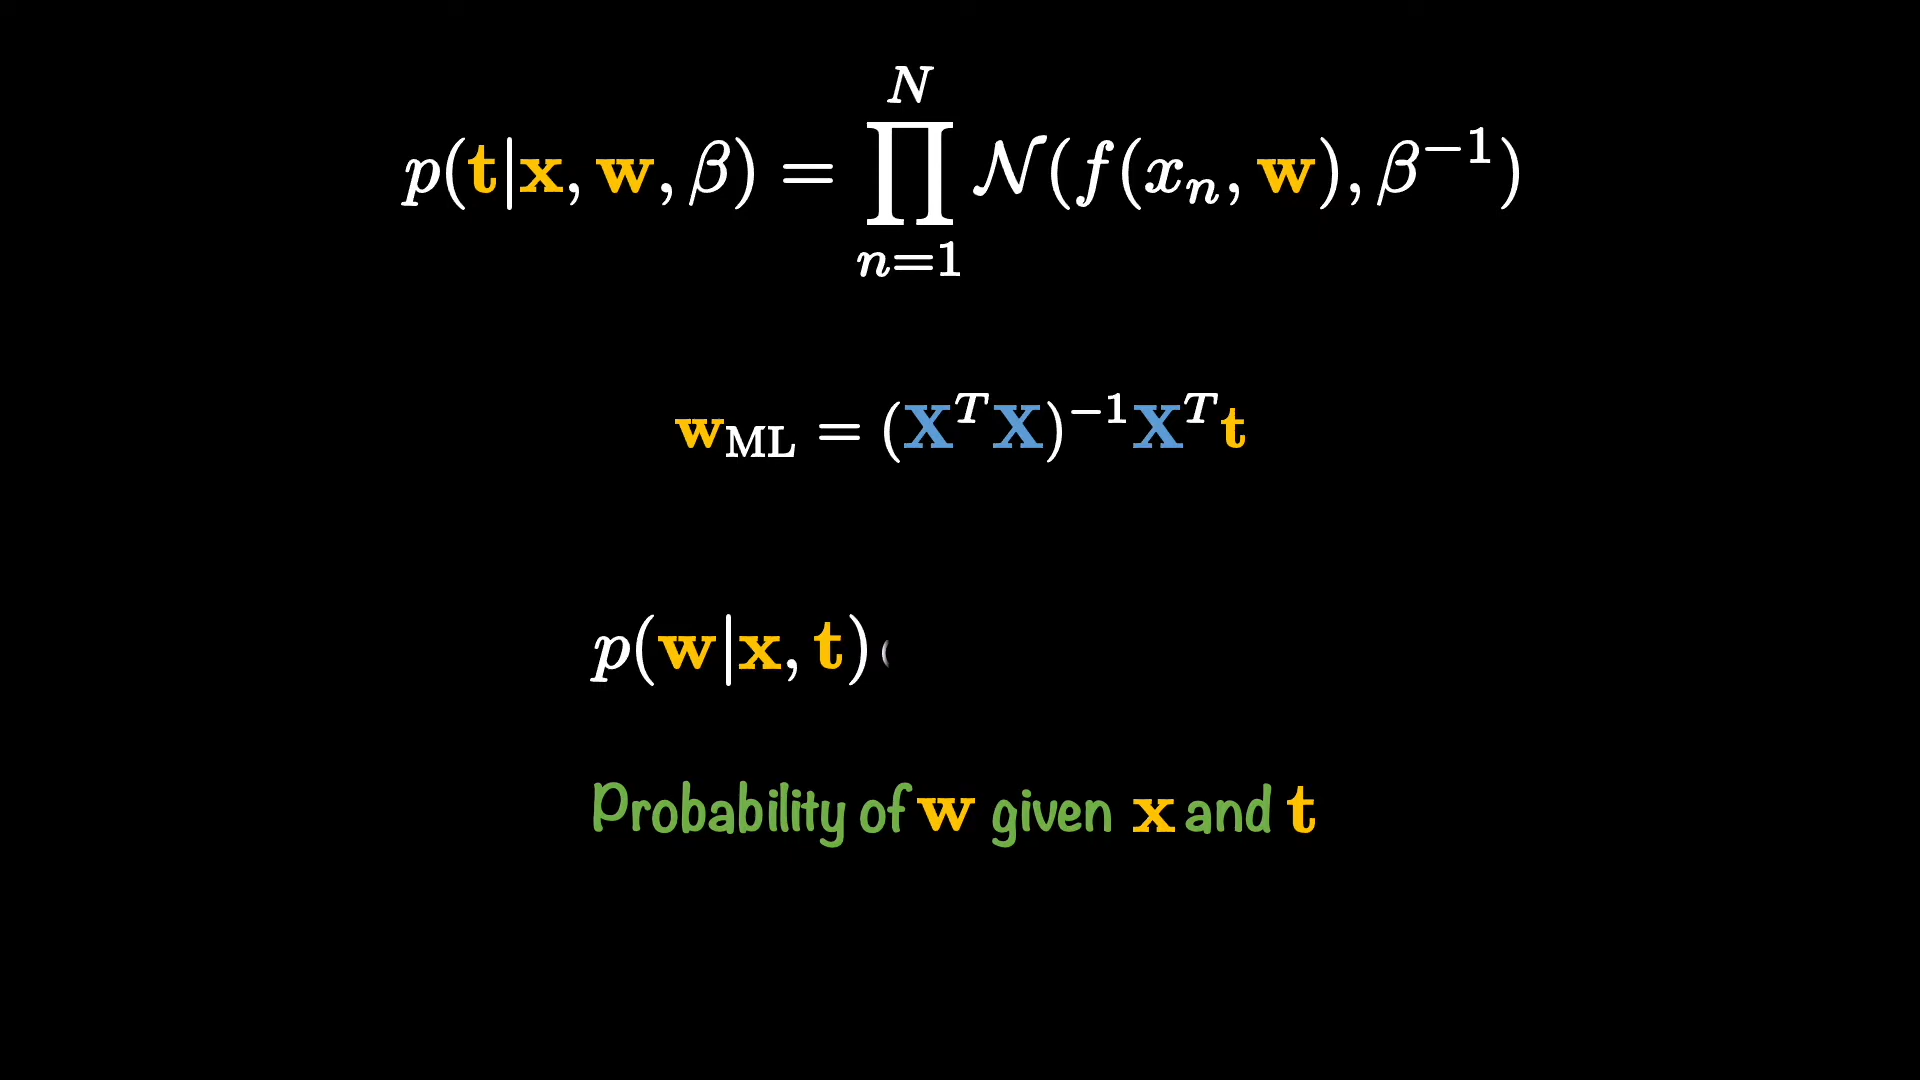 p(t|x, w, β) = ∏_{n=1}^{N} 𝒩(f(x_n, w), β^{−1})
w_ML = (X^T X)^{−1} X^T t
p(w|x, t)
Probability of w given x and t